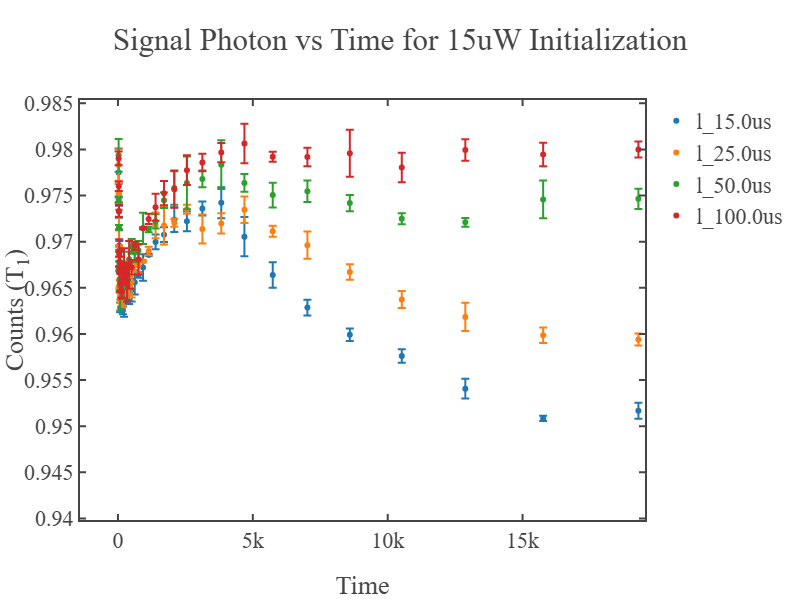 Signal Photon vs Time for 15uW Initialization
0.985
0.98
0.975
0.97
0.965
0.96
0.955
0.95
0.945
0.94
Counts (T1)
0
5k
10k
15k
Time
l_15.0us
l_25.0us
l_50.0us
l_100.0us